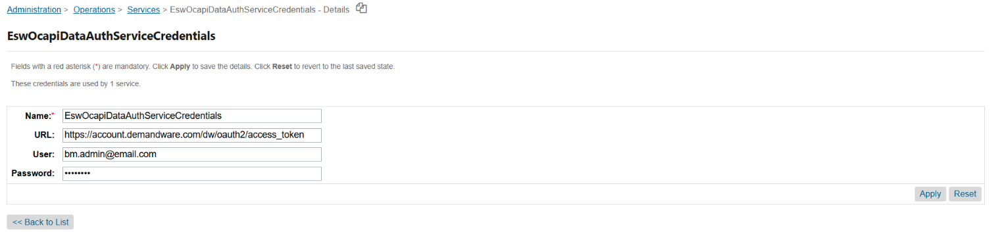 Administration > Operations > Services > EswOcapiDataAuthServiceCredentials - Details
EswOcapiDataAuthServiceCredentials
Fields with a red asterisk (*) are mandatory. Click Apply to save the details. Click Reset to revert to the last saved state.
These credentials are used by 1 service.
Name:* EswOcapiDataAuthServiceCredentials
URL: https://account.demandware.com/dw/oauth2/access_token
User: bm.admin@email.com
Password: ••••••••
Apply Reset
<< Back to List